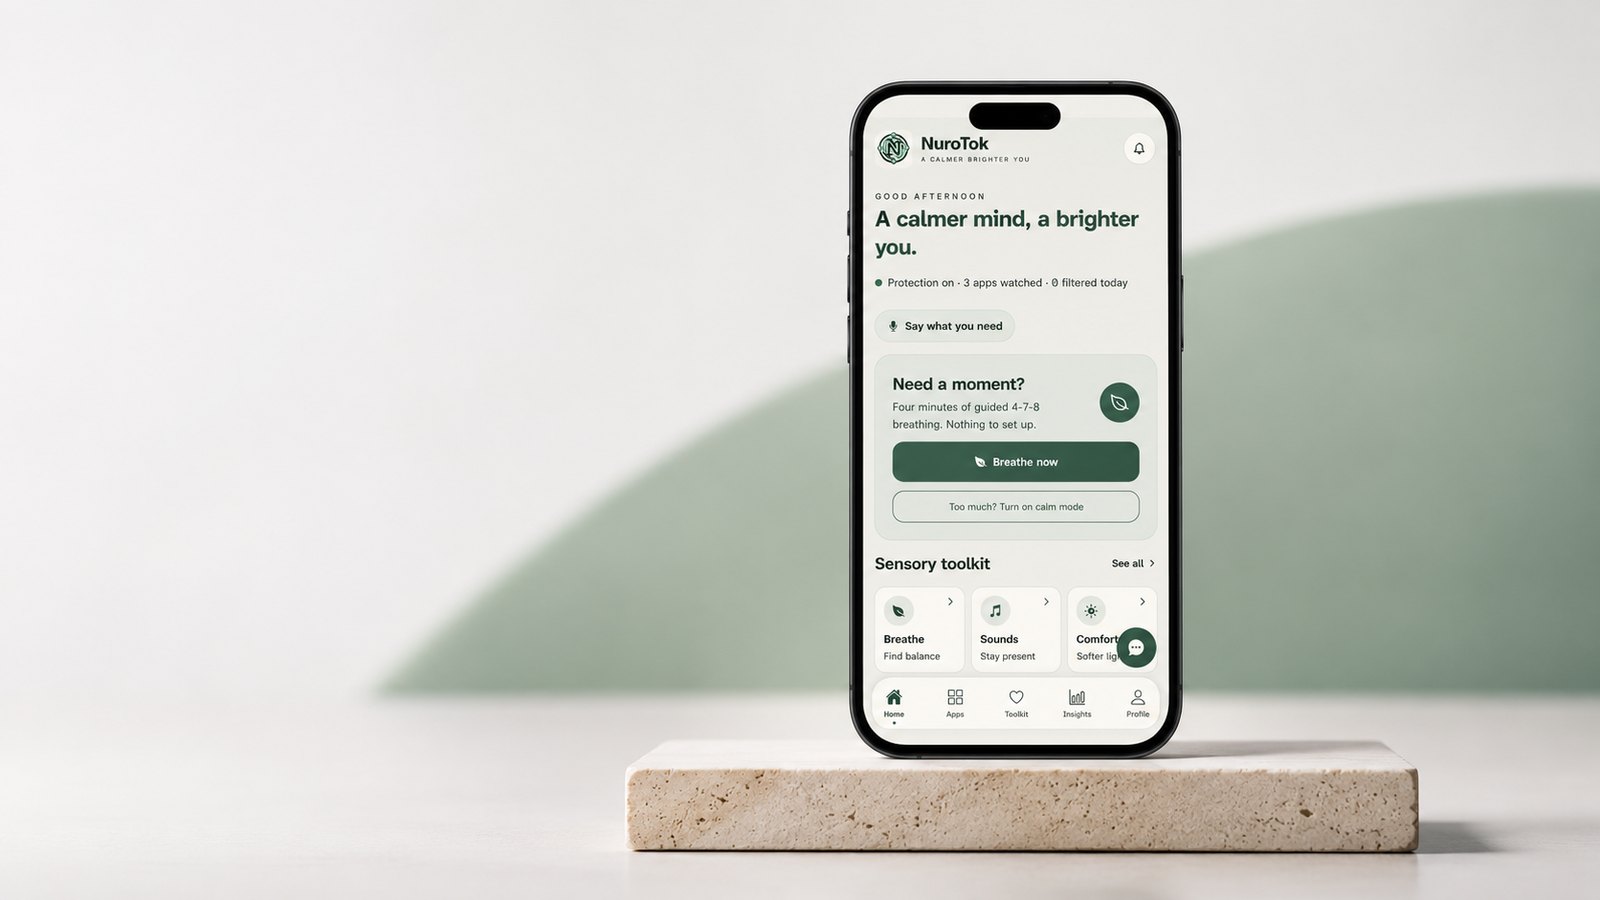 NuroTok
A CALMER BRIGHTER YOU
GOOD AFTERNOON
A calmer mind, a brighter
you.
Protection on · 3 apps watched · 0 filtered today
Say what you need
Need a moment?
Four minutes of guided 4-7-8
breathing. Nothing to set up.
Breathe now
Too much? Turn on calm mode
Sensory toolkit
See all
Breathe
Find balance
Sounds
Stay present
Comfort
Softer
Home
Apps
Toolkit
Insights
Profile